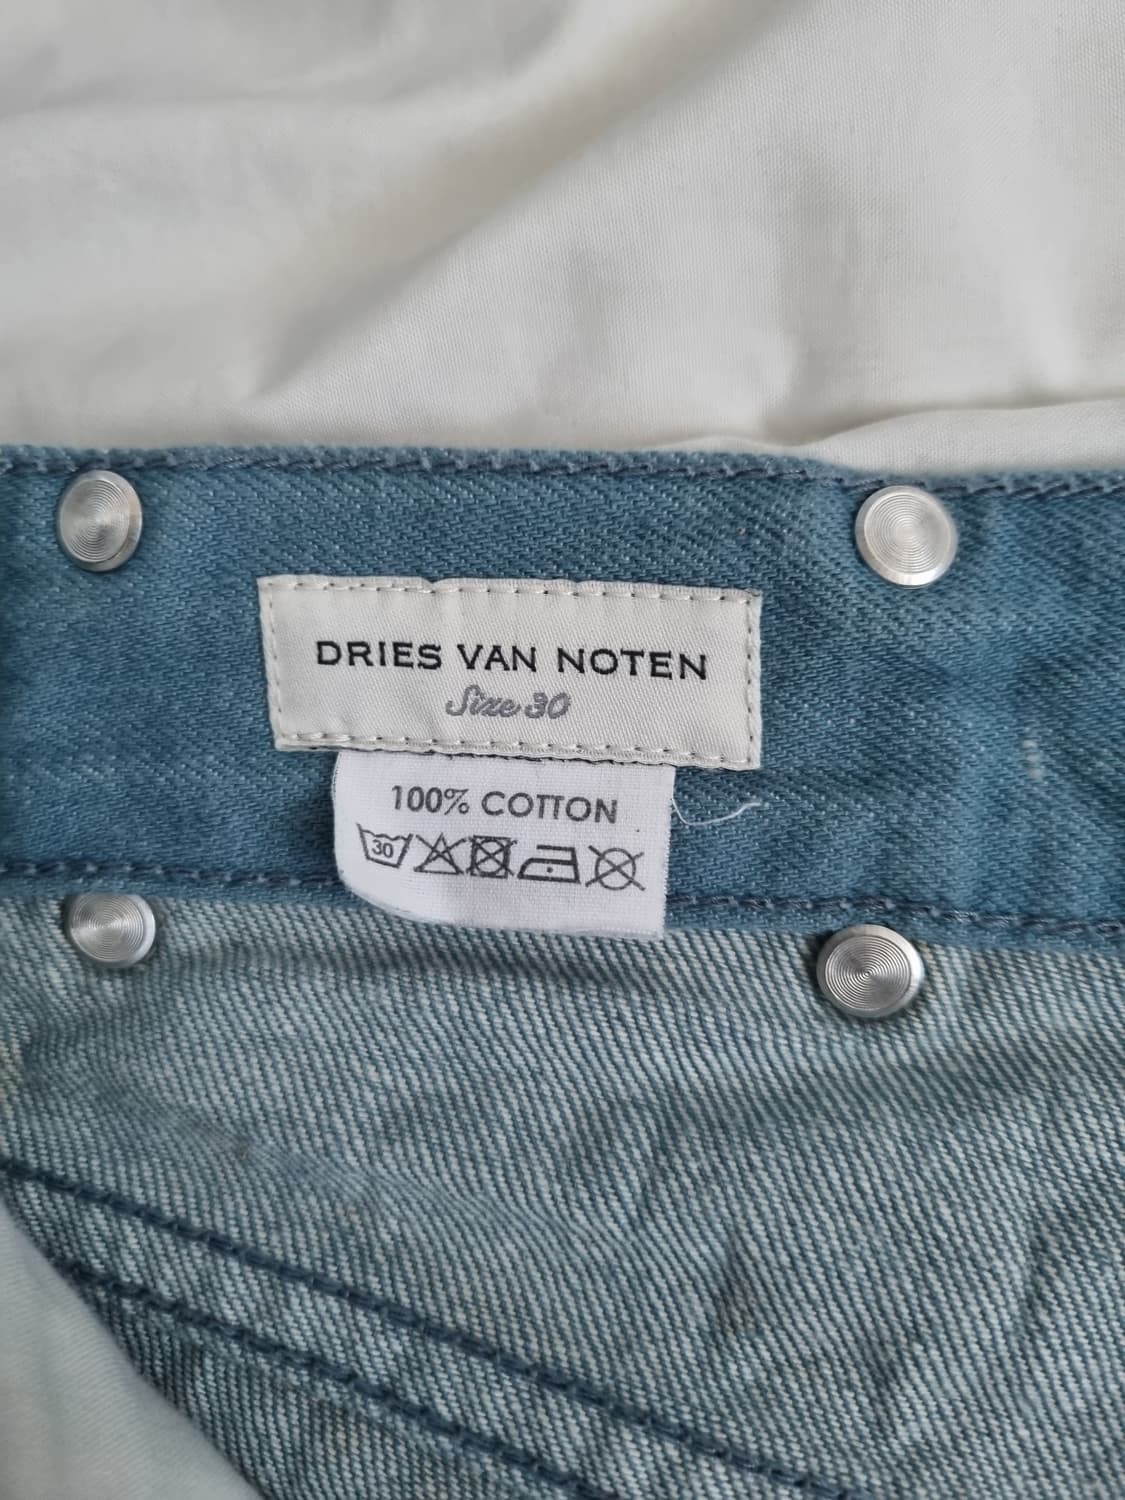 DRIES VAN NOTEN
Size 30
100% COTTON
30